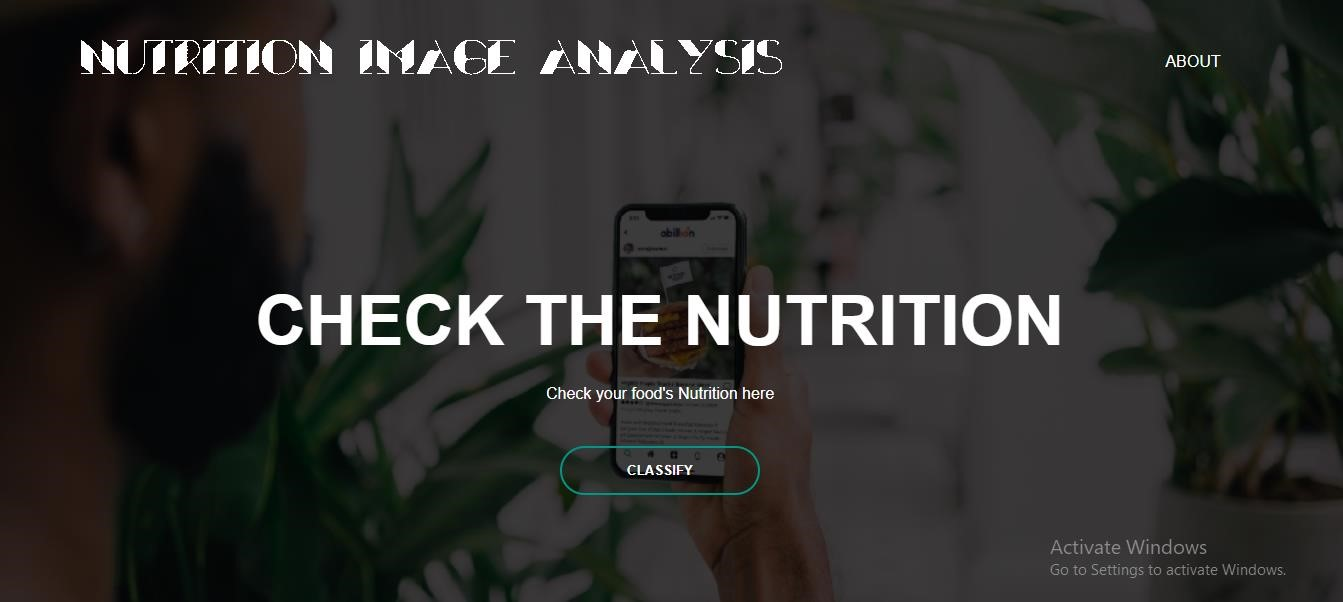 NUTRITION IMAGE ANALYSIS
ABOUT
abillion
CHECK THE NUTRITION
Check your food's Nutrition here
CLASSIFY
Activate Windows
Go to Settings to activate Windows.